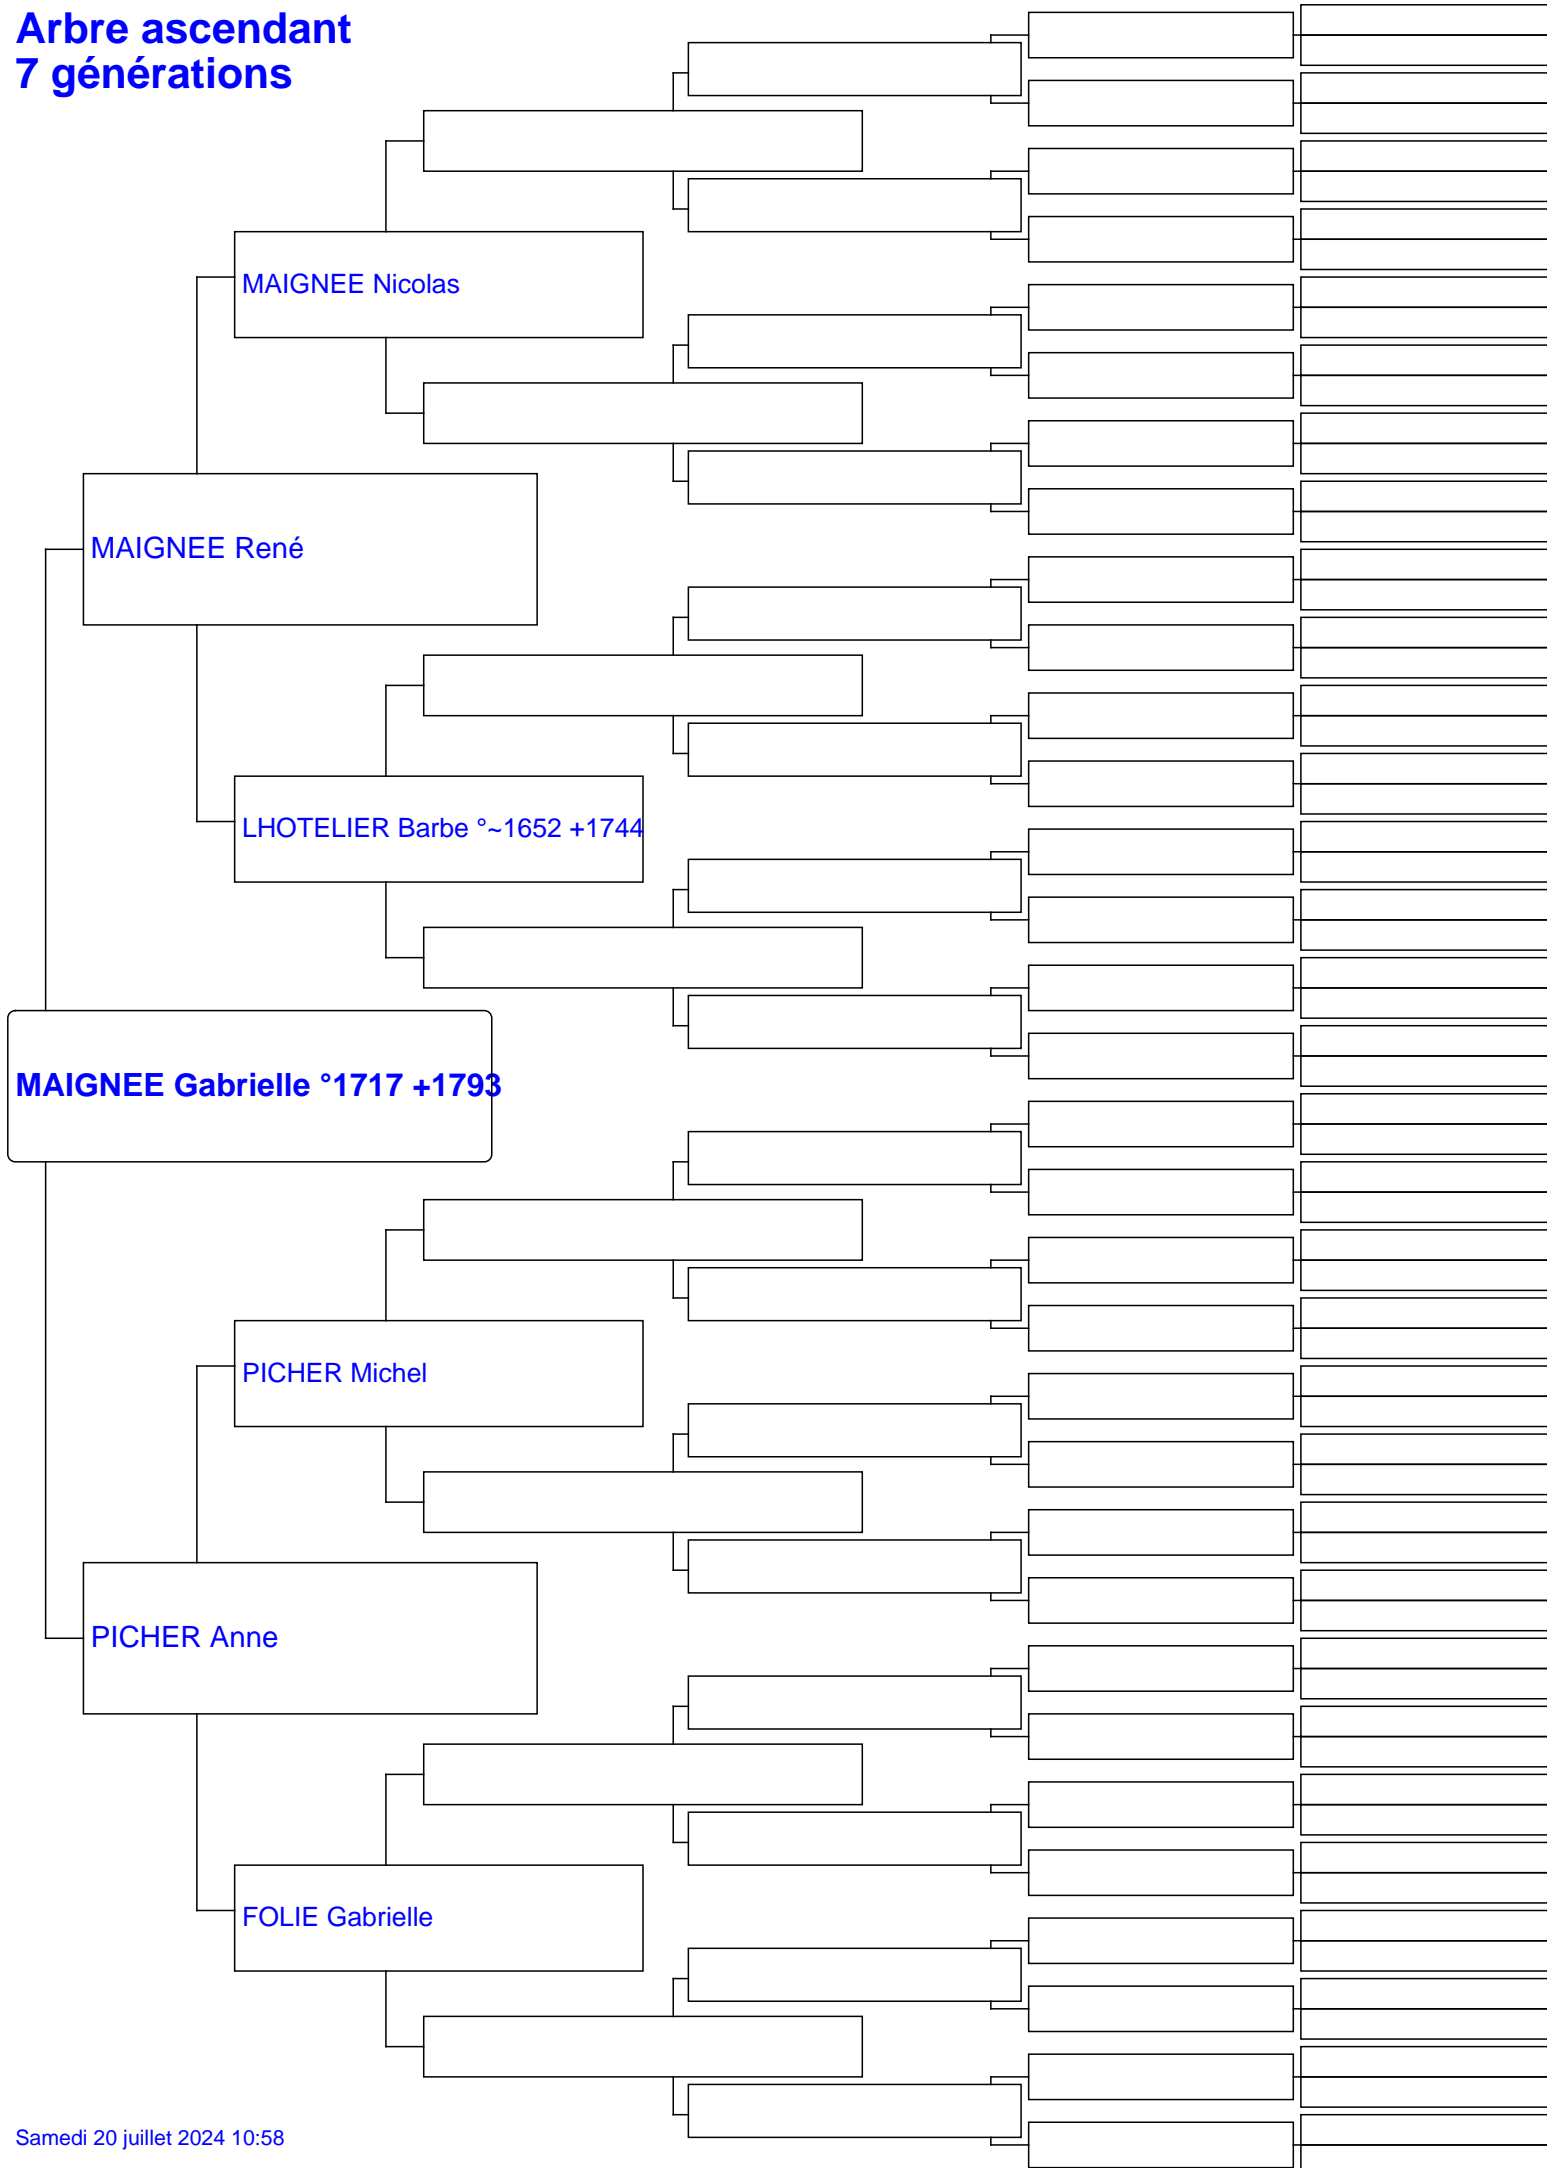 Arbre ascendant
7 générations
MAIGNEE Nicolas
MAIGNEE René
LHOTELIER Barbe °~1652 +1744
MAIGNEE Gabrielle °1717 +1793
PICHER Michel
PICHER Anne
FOLIE Gabrielle
Samedi 20 juillet 2024 10:58